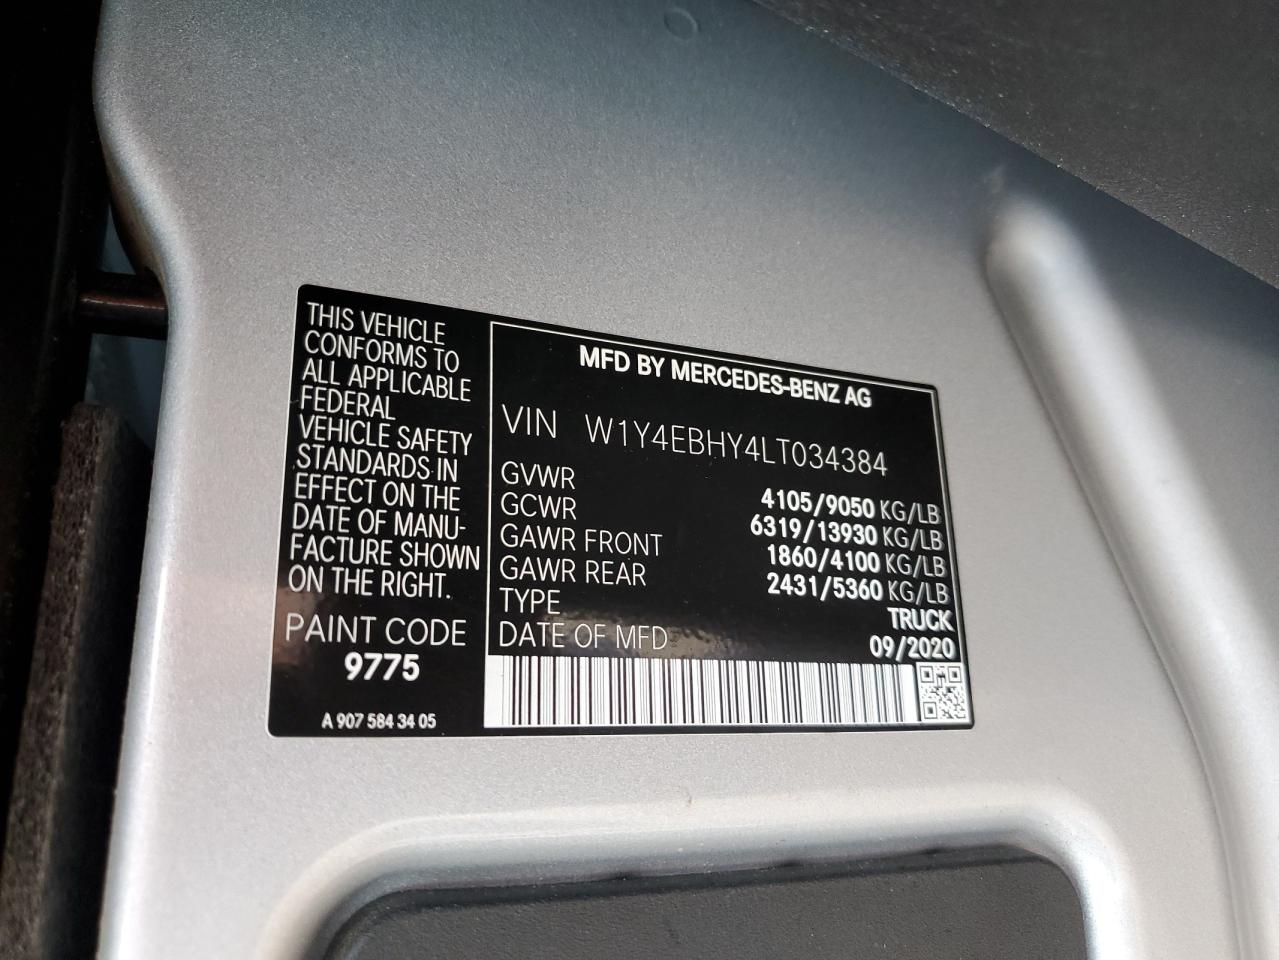 THIS VEHICLE
CONFORMS TO
ALL APPLICABLE
FEDERAL
VEHICLE SAFETY
STANDARDS IN
EFFECT ON THE
DATE OF MANU-
FACTURE SHOWN
ON THE RIGHT.
PAINT CODE
9775
A 907 584 34 05
MFD BY MERCEDES-BENZ AG
VIN W1Y4EBHY4LT034384
GVWR 4105/9050 KG/LB
GCWR 6319/13930 KG/LB
GAWR FRONT 1860/4100 KG/LB
GAWR REAR 2431/5360 KG/LB
TYPE TRUCK
DATE OF MFD 09/2020